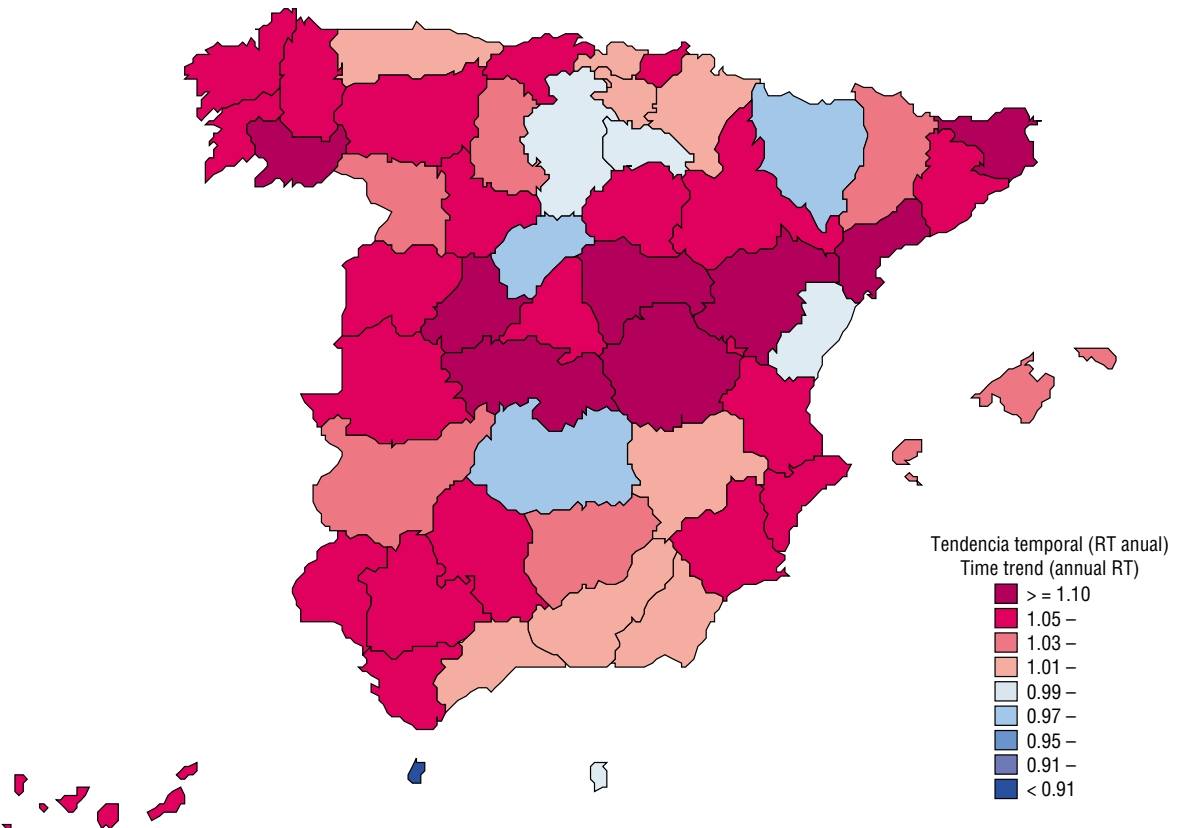 Tendencia temporal (RT anual)
Time trend (annual RT)
> = 1.10
1.05 –
1.03 –
1.01 –
0.99 –
0.97 –
0.95 –
0.91 –
< 0.91